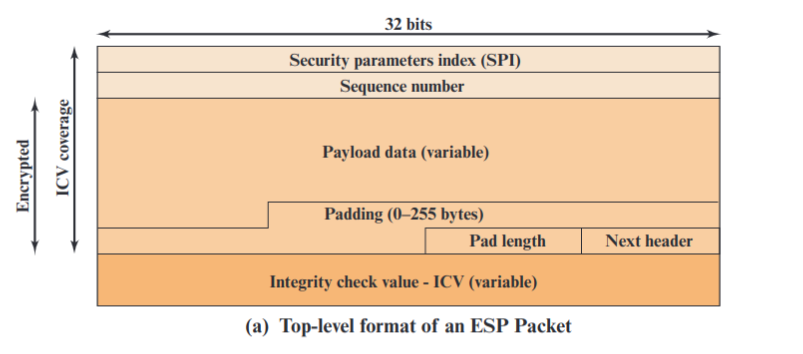 32 bits
Security parameters index (SPI)
Sequence number
Encrypted
ICV coverage
Payload data (variable)
Padding (0–255 bytes)
Pad length
Next header
Integrity check value - ICV (variable)
(a) Top-level format of an ESP Packet